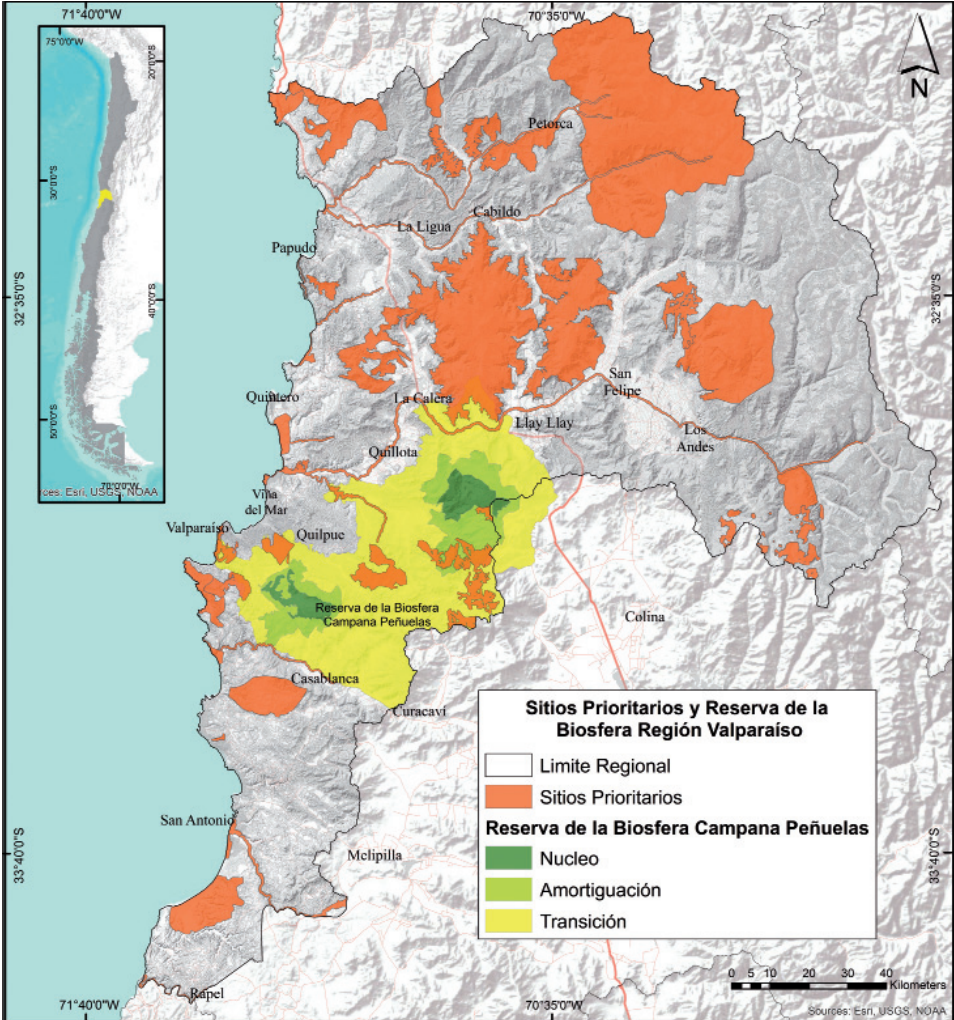 71°40'0"W
70°35'0"W
75°0'0"W
20°0'0"S
30°0'0"S
40°0'0"S
50°0'0"S
70°0'0"W
ces: Esri, USGS, NOAA
N
Petorca
La Ligua
Cabildo
Papudo
32°35'0"S
32°35'0"S
San
Felipe
Quintero
La Calera
Llay Llay
Los
Andes
Quillota
Viña
del Mar
Valparaíso
Quilpue
Reserva de la Biosfera
Campana Peñuelas
Colina
Casablanca
Curacaví
San Antonio
Melipilla
Rapel
33°40'0"S
33°40'0"S
Sitios Prioritarios y Reserva de la
Biosfera Región Valparaíso
Limite Regional
Sitios Prioritarios
Reserva de la Biosfera Campana Peñuelas
Nucleo
Amortiguación
Transición
0 5 10 20 30 40
Kilometers
71°40'0"W
70°35'0"W
Sources: Esri, USGS, NOAA